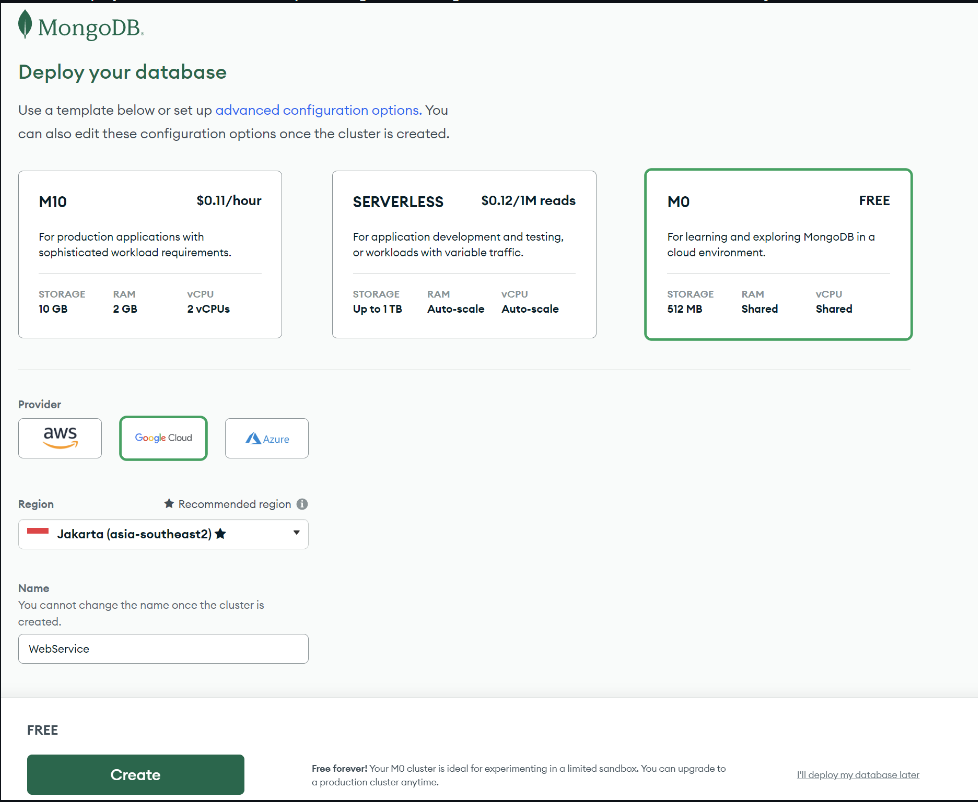 MongoDB.
Deploy your database
Use a template below or set up advanced configuration options. You
can also edit these configuration options once the cluster is created.
M10 $0.11/hour
For production applications with
sophisticated workload requirements.
STORAGE RAM vCPU
10 GB 2 GB 2 vCPUs
SERVERLESS $0.12/1M reads
For application development and testing,
or workloads with variable traffic.
STORAGE RAM vCPU
Up to 1 TB Auto-scale Auto-scale
M0 FREE
For learning and exploring MongoDB in a
cloud environment.
STORAGE RAM vCPU
512 MB Shared Shared
Provider
aws Google Cloud Azure
Region ★ Recommended region i
Jakarta (asia-southeast2) ★
Name
You cannot change the name once the cluster is
created.
WebService
FREE
Create
Free forever! Your M0 cluster is ideal for experimenting in a limited sandbox. You can upgrade to
a production cluster anytime.
I'll deploy my database later